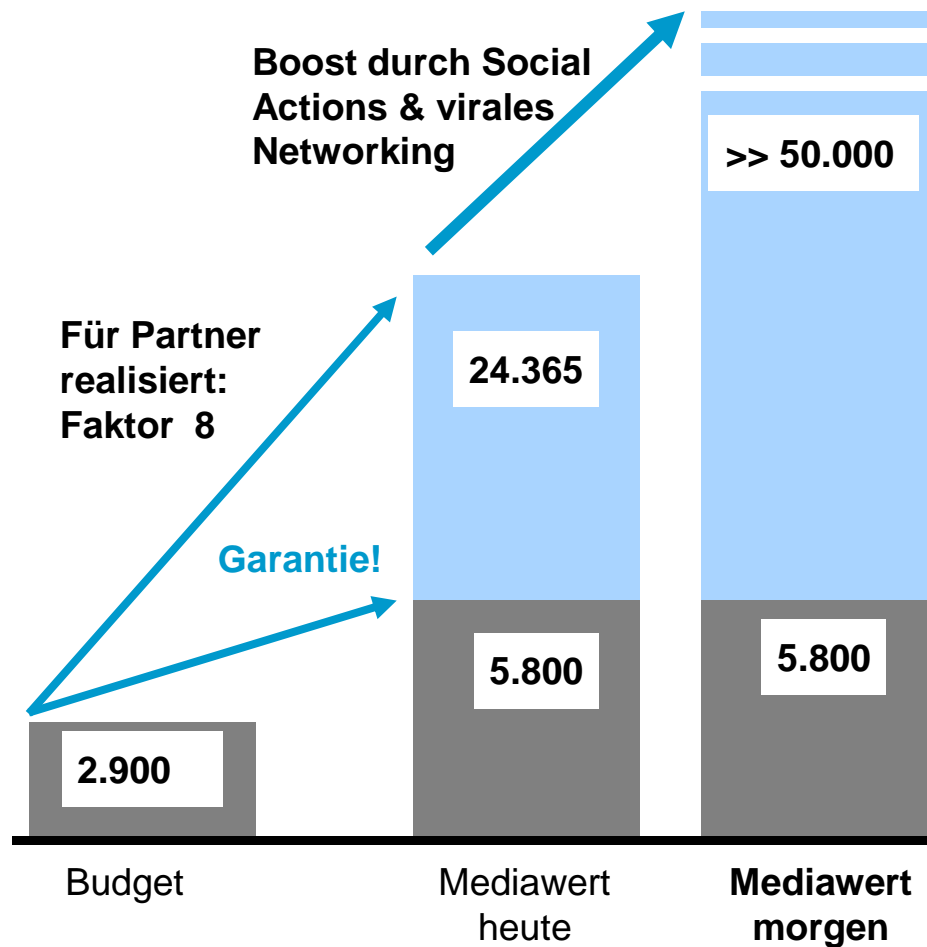 Boost durch Social
Actions & virales
Networking
>> 50.000
Für Partner
realisiert:
Faktor 8
24.365
Garantie!
5.800
5.800
2.900
Budget
Mediawert
heute
Mediawert
morgen